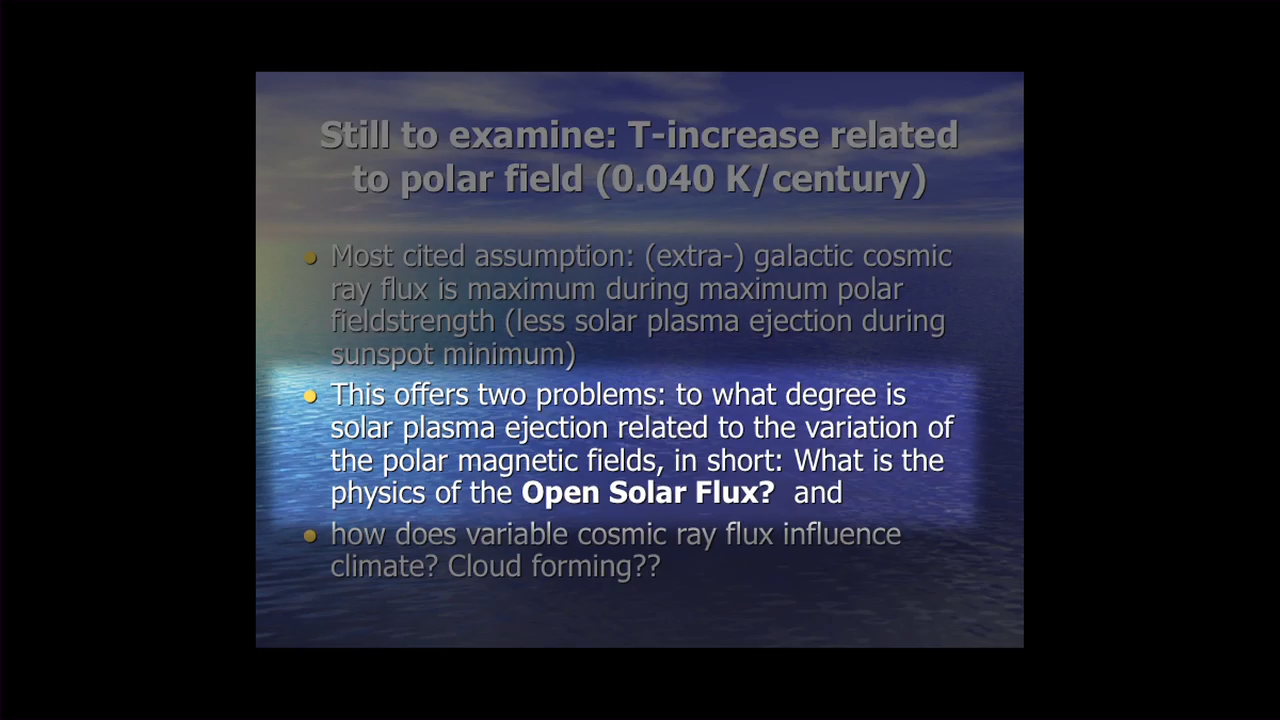 Still to examine: T-increase related
to polar field (0.040 K/century)
• Most cited assumption: (extra-) galactic cosmic
ray flux is maximum during maximum polar
fieldstrength (less solar plasma ejection during
sunspot minimum)
• This offers two problems: to what degree is
solar plasma ejection related to the variation of
the polar magnetic fields, in short: What is the
physics of the Open Solar Flux? and
• how does variable cosmic ray flux influence
climate? Cloud forming??